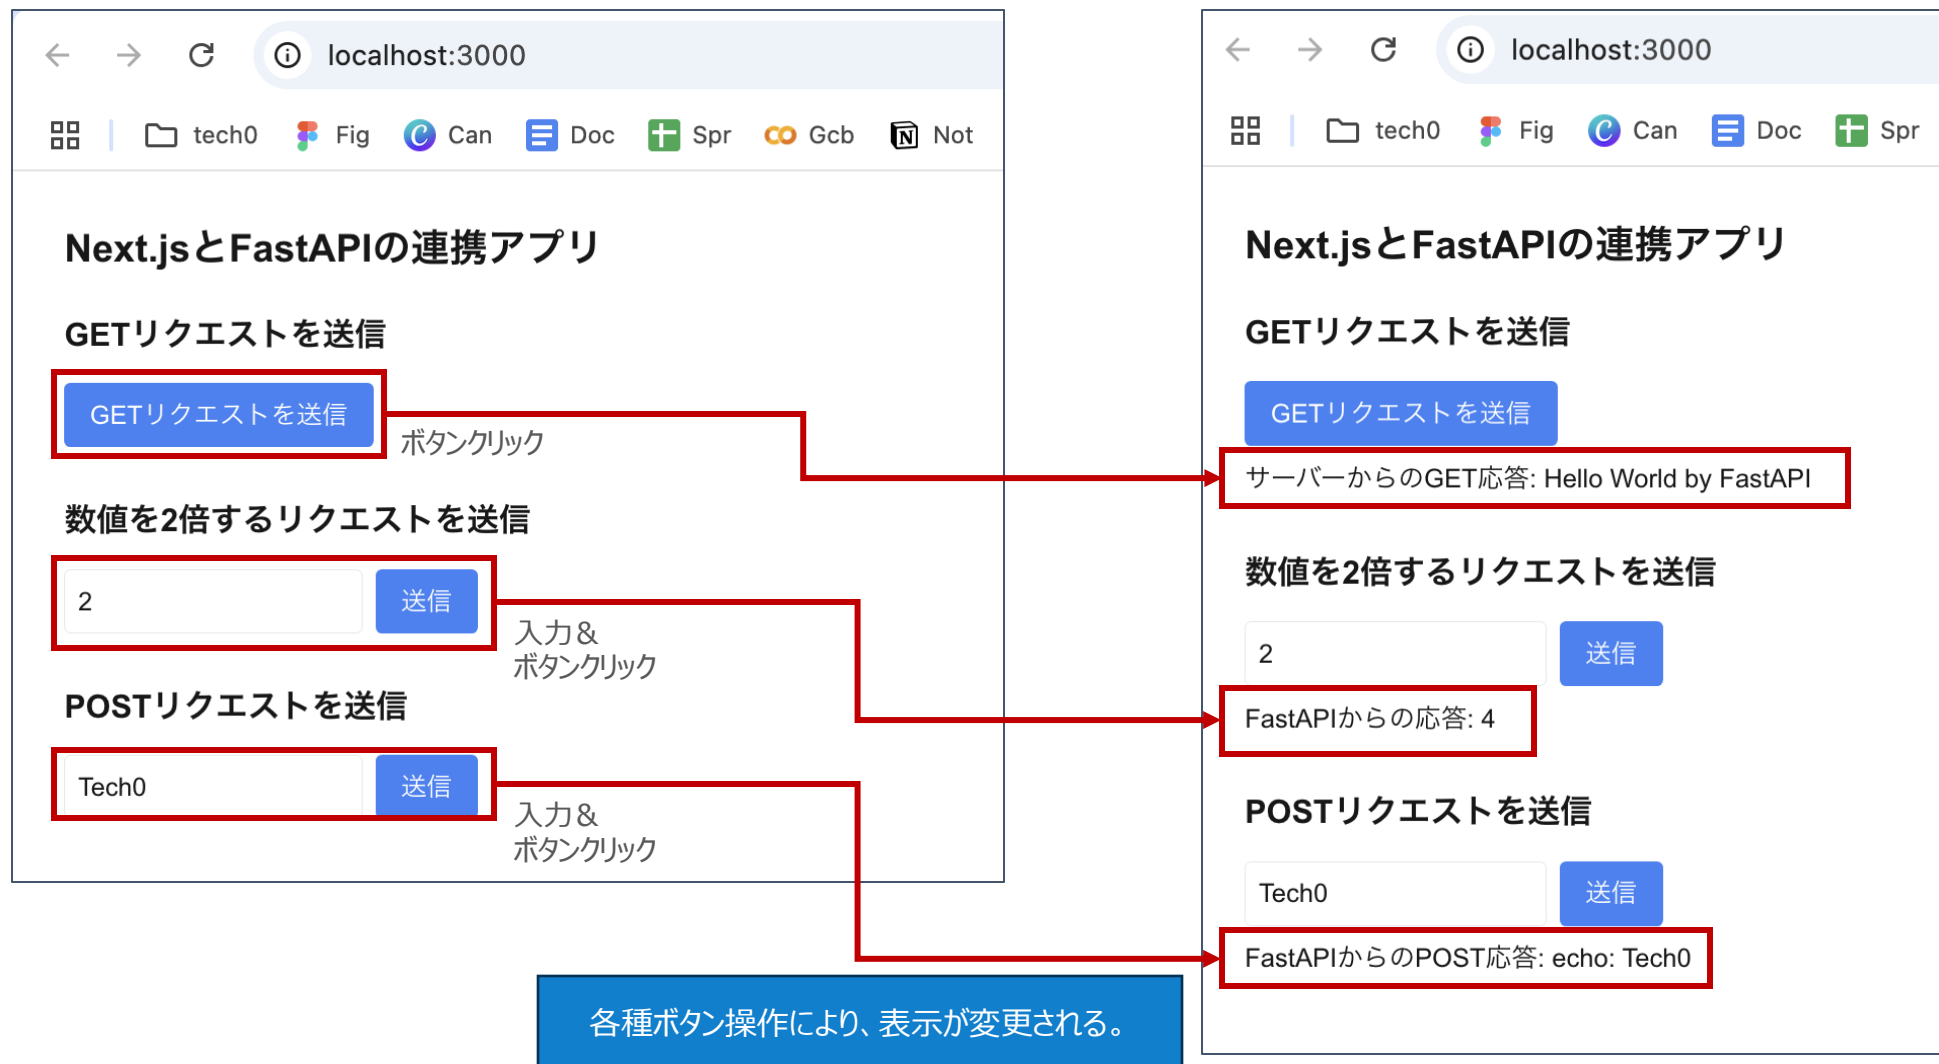 localhost:3000
tech0 Fig Can Doc Spr Gcb Not
Next.jsとFastAPIの連携アプリ
GETリクエストを送信
GETリクエストを送信
ボタンクリック
数値を2倍するリクエストを送信
2 送信
入力＆
ボタンクリック
POSTリクエストを送信
Tech0 送信
入力＆
ボタンクリック
localhost:3000
tech0 Fig Can Doc Spr
Next.jsとFastAPIの連携アプリ
GETリクエストを送信
GETリクエストを送信
サーバーからのGET応答: Hello World by FastAPI
数値を2倍するリクエストを送信
2 送信
FastAPIからの応答: 4
POSTリクエストを送信
Tech0 送信
FastAPIからのPOST応答: echo: Tech0
各種ボタン操作により、表示が変更される。